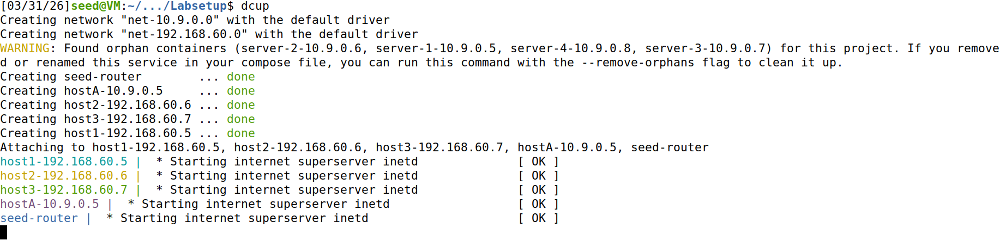 [03/31/26]seed@VM:~/.../Labsetup$ dcup
Creating network "net-10.9.0.0" with the default driver
Creating network "net-192.168.60.0" with the default driver
WARNING: Found orphan containers (server-2-10.9.0.6, server-1-10.9.0.5, server-4-10.9.0.8, server-3-10.9.0.7) for this project. If you remove
d or renamed this service in your compose file, you can run this command with the --remove-orphans flag to clean it up.
Creating seed-router        ... done
Creating hostA-10.9.0.5     ... done
Creating host2-192.168.60.6 ... done
Creating host3-192.168.60.7 ... done
Creating host1-192.168.60.5 ... done
Attaching to host1-192.168.60.5, host2-192.168.60.6, host3-192.168.60.7, hostA-10.9.0.5, seed-router
host1-192.168.60.5 |  * Starting internet superserver inetd              [ OK ]
host2-192.168.60.6 |  * Starting internet superserver inetd              [ OK ]
host3-192.168.60.7 |  * Starting internet superserver inetd              [ OK ]
hostA-10.9.0.5 |  * Starting internet superserver inetd                  [ OK ]
seed-router |  * Starting internet superserver inetd                     [ OK ]